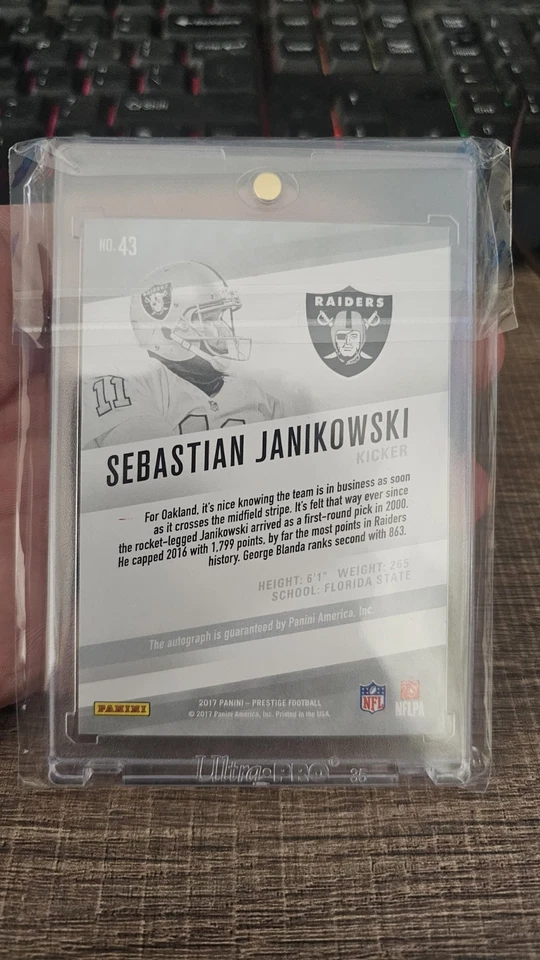 NO. 43
RAIDERS
11
SEBASTIAN JANIKOWSKI
KICKER
For Oakland, it's nice knowing the team is in business as soon
as it crosses the midfield stripe. It's felt that way ever since
the rocket-legged Janikowski arrived as a first-round pick in 2000.
He capped 2016 with 1,799 points, by far the most points in Raiders
history. George Blanda ranks second with 863.
HEIGHT: 6'1" WEIGHT: 265
SCHOOL: FLORIDA STATE
The autograph is guaranteed by Panini America, Inc.
PANINI
2017 PANINI – PRESTIGE FOOTBALL
© 2017 Panini America, Inc. Printed in the USA.
NFL
NFLPA
Ultra•PRO®